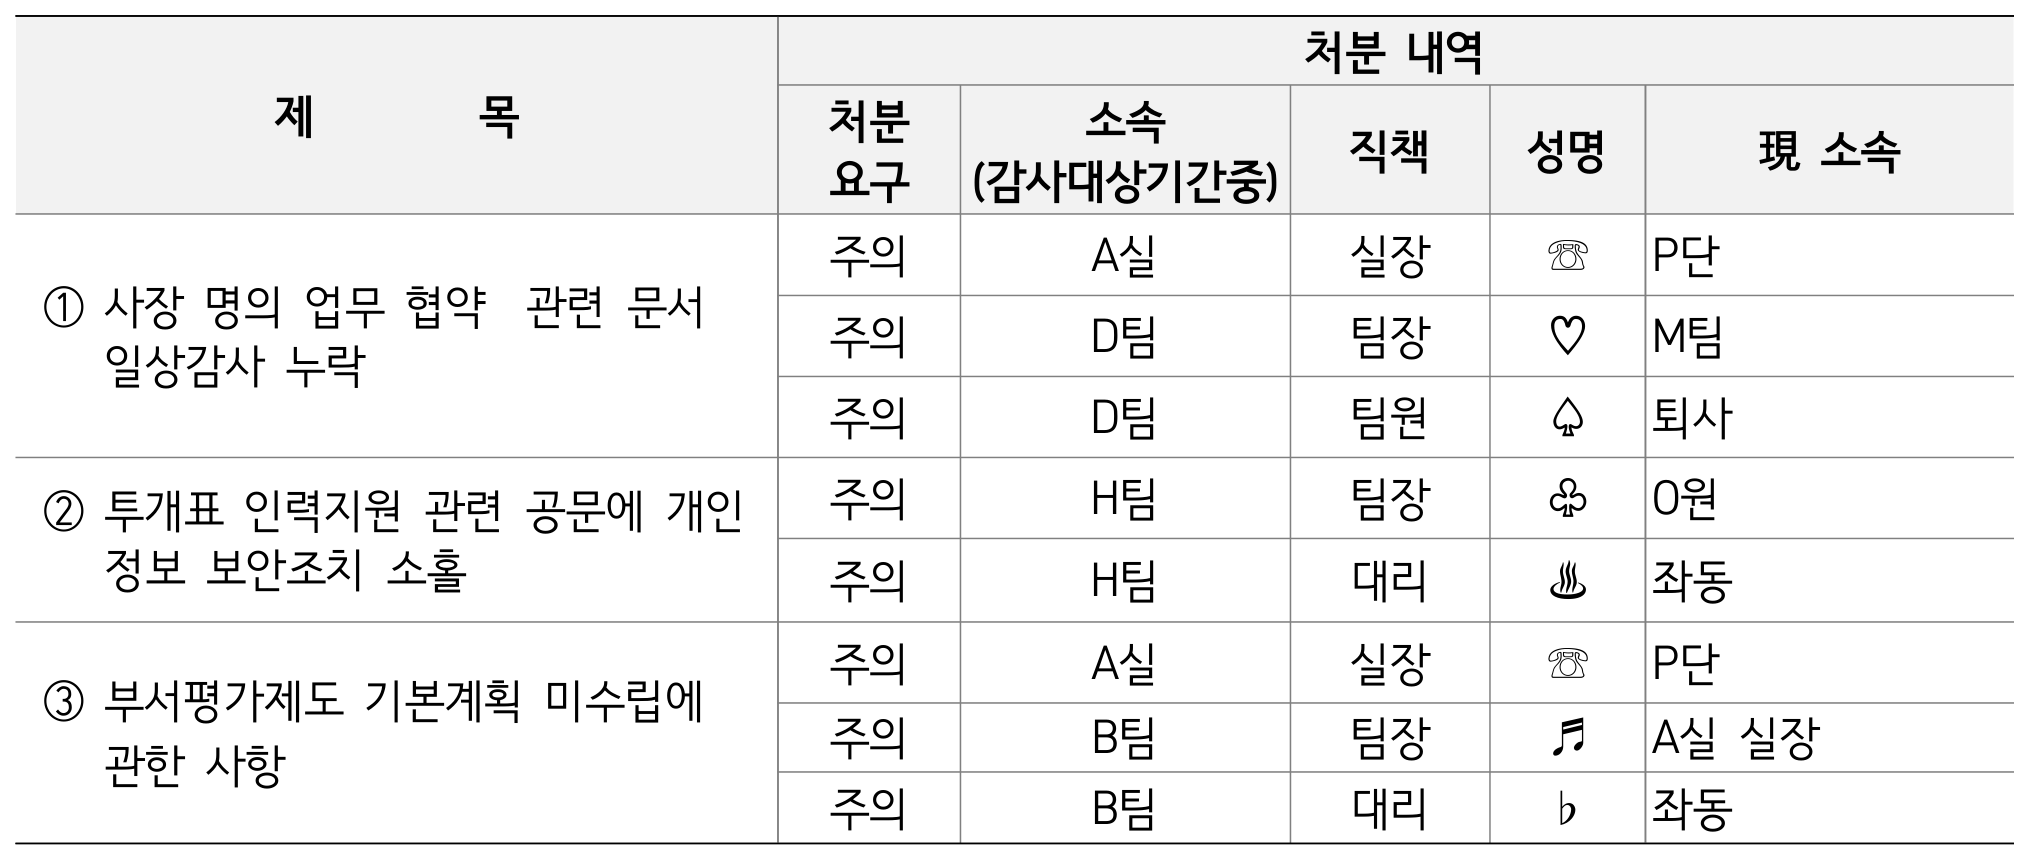 제 목
처분 내역
처분
요구
소속
(감사대상기간중)
직책
성명
現 소속
① 사장 명의 업무 협약 관련 문서
일상감사 누락
주의 A실 실장 ☏ P단
주의 D팀 팀장 ♡ M팀
주의 D팀 팀원 ♤ 퇴사
② 투개표 인력지원 관련 공문에 개인
정보 보안조치 소홀
주의 H팀 팀장 ♧ O원
주의 H팀 대리 ♨ 좌동
③ 부서평가제도 기본계획 미수립에
관한 사항
주의 A실 실장 ☏ P단
주의 B팀 팀장 ♬ A실 실장
주의 B팀 대리 ♭ 좌동